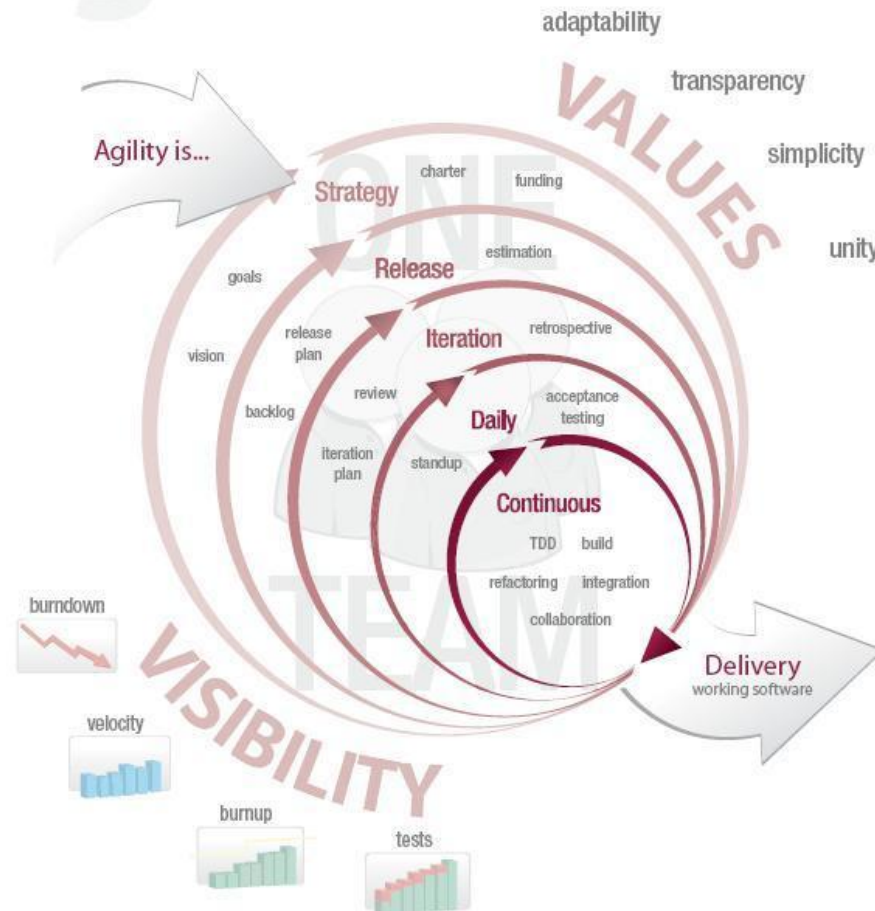 adaptability
transparency
simplicity
unity
VALUES
Agility is...
ONE
TEAM
Strategy
charter
funding
goals
vision
Release
estimation
release
plan
backlog
Iteration
retrospective
review
iteration
plan
Daily
acceptance
testing
standup
Continuous
TDD build
refactoring integration
collaboration
Delivery
working software
VISIBILITY
burndown
velocity
burnup
tests